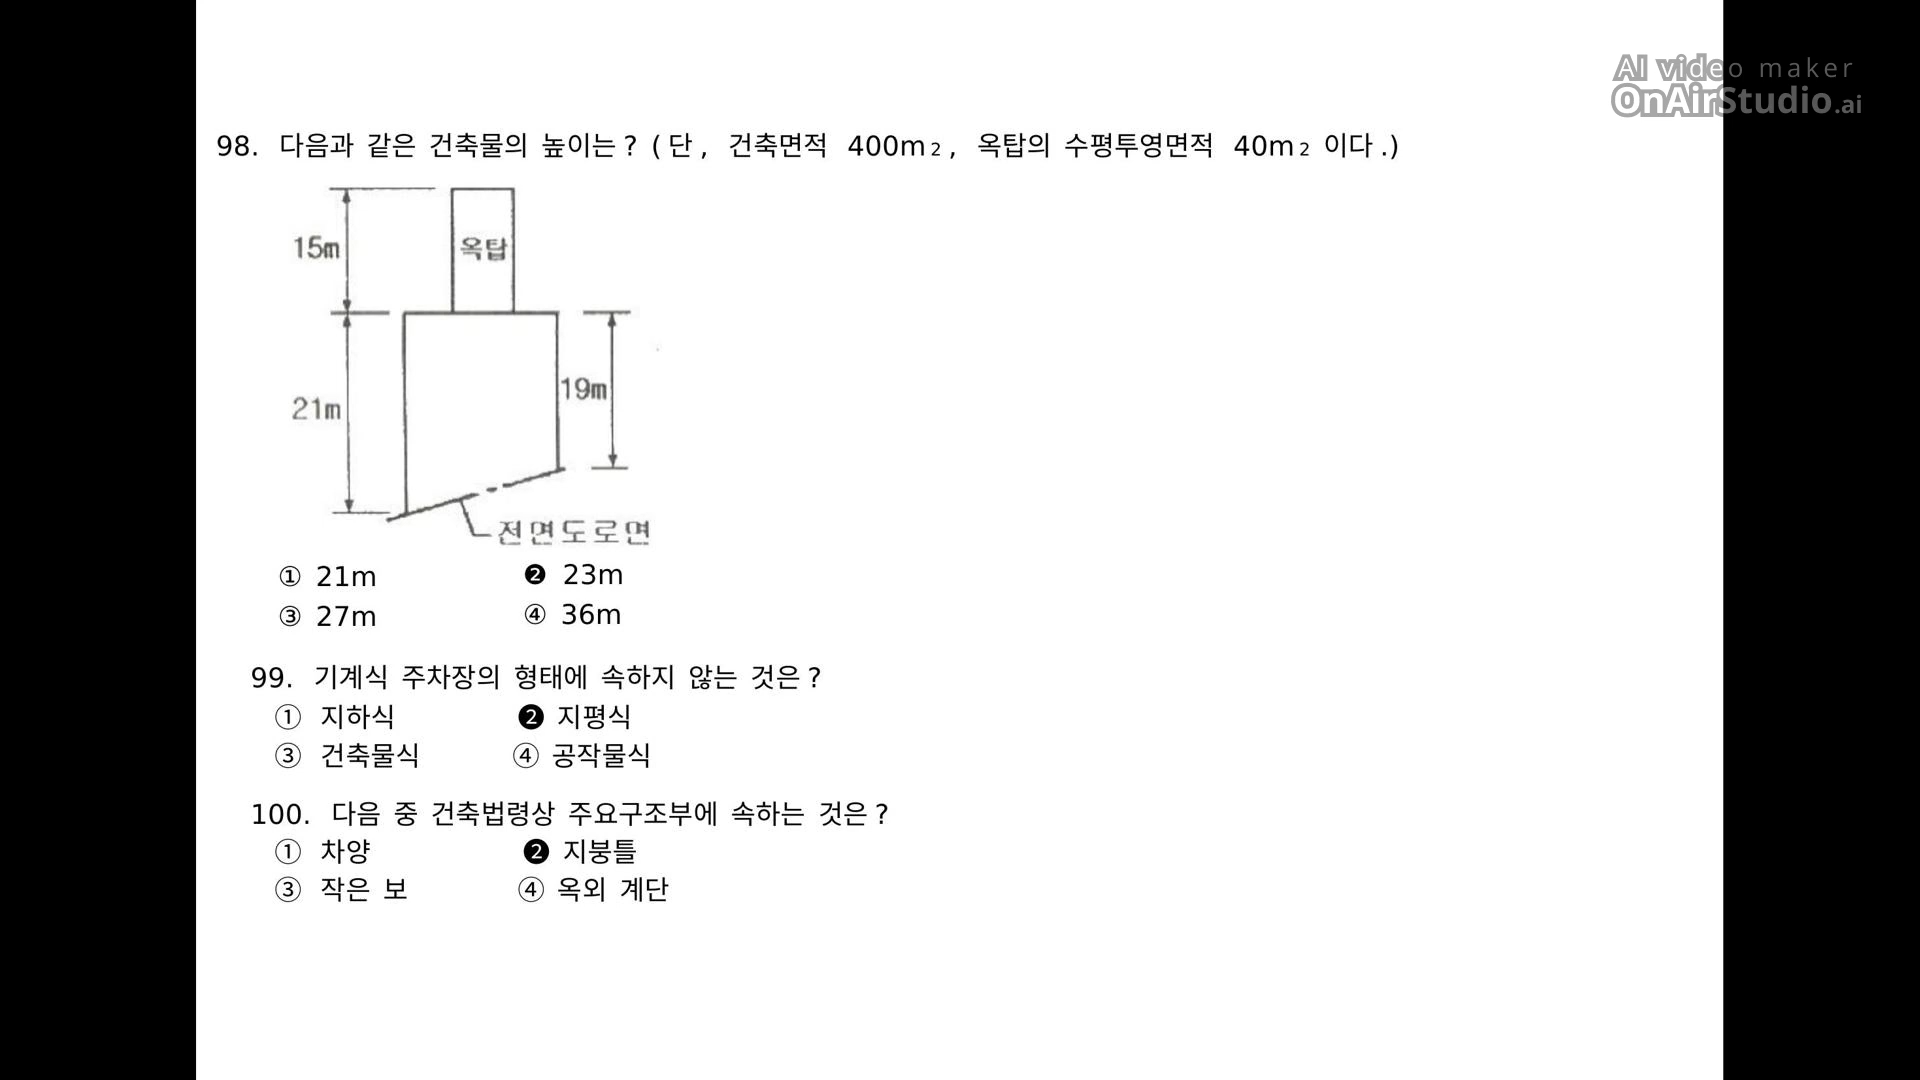 AI video maker
OnAirStudio.ai
98. 다음과 같은 건축물의 높이는? (단, 건축면적 400m2, 옥탑의 수평투영면적 40m2 이다.)
15m
옥탑
21m
19m
전면도로면
① 21m ❷ 23m
③ 27m ④ 36m
99. 기계식 주차장의 형태에 속하지 않는 것은?
① 지하식 ❷ 지평식
③ 건축물식 ④ 공작물식
100. 다음 중 건축법령상 주요구조부에 속하는 것은?
① 차양 ❷ 지붕틀
③ 작은 보 ④ 옥외 계단